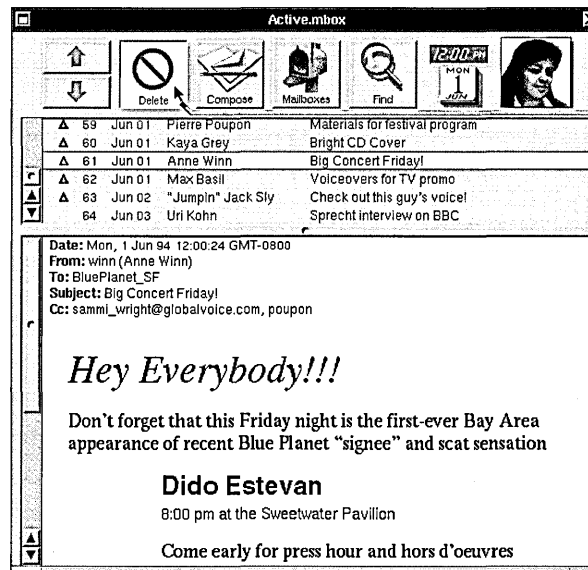 Active.mbox
12:00 PM
MON
1
JUN
Delete
Compose
Mailboxes
Find
59 Jun 01 Pierre Poupon Materials for festival program
60 Jun 01 Kaya Grey Bright CD Cover
61 Jun 01 Anne Winn Big Concert Friday!
62 Jun 01 Max Basil Voiceovers for TV promo
63 Jun 02 "Jumpin" Jack Sly Check out this guy's voice!
64 Jun 03 Uri Kohn Sprecht interview on BBC
Date: Mon, 1 Jun 94 12:00:24 GMT-0800
From: winn (Anne Winn)
To: BluePlanet_SF
Subject: Big Concert Friday!
Cc: sammi_wright@globalvoice.com, poupon
Hey Everybody!!!
Don't forget that this Friday night is the first-ever Bay Area
appearance of recent Blue Planet “signee” and scat sensation
Dido Estevan
8:00 pm at the Sweetwater Pavilion
Come early for press hour and hors d'oeuvres